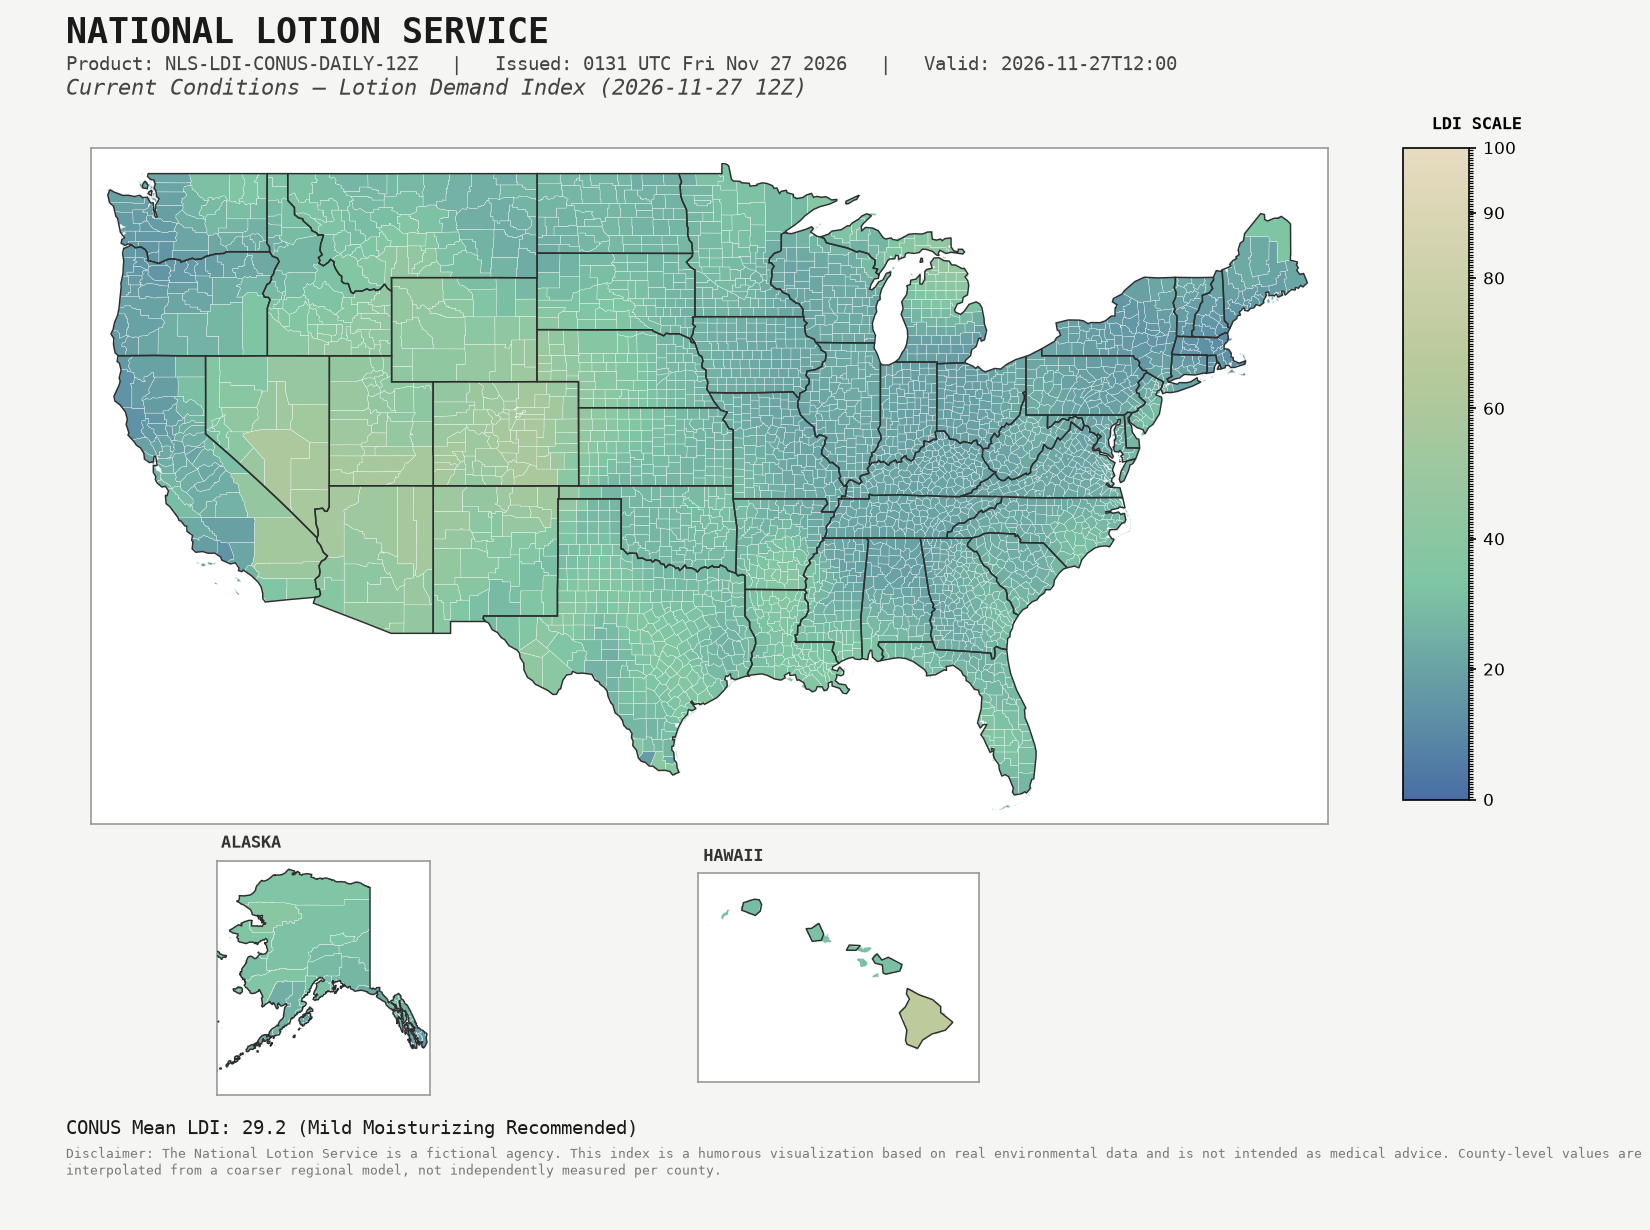 NATIONAL LOTION SERVICE
Product: NLS-LDI-CONUS-DAILY-12Z | Issued: 0131 UTC Fri Nov 27 2026 | Valid: 2026-11-27T12:00
Current Conditions — Lotion Demand Index (2026-11-27 12Z)
LDI SCALE
100
90
80
60
40
20
0
ALASKA
HAWAII
CONUS Mean LDI: 29.2 (Mild Moisturizing Recommended)
Disclaimer: The National Lotion Service is a fictional agency. This index is a humorous visualization based on real environmental data and is not intended as medical advice. County-level values are
interpolated from a coarser regional model, not independently measured per county.